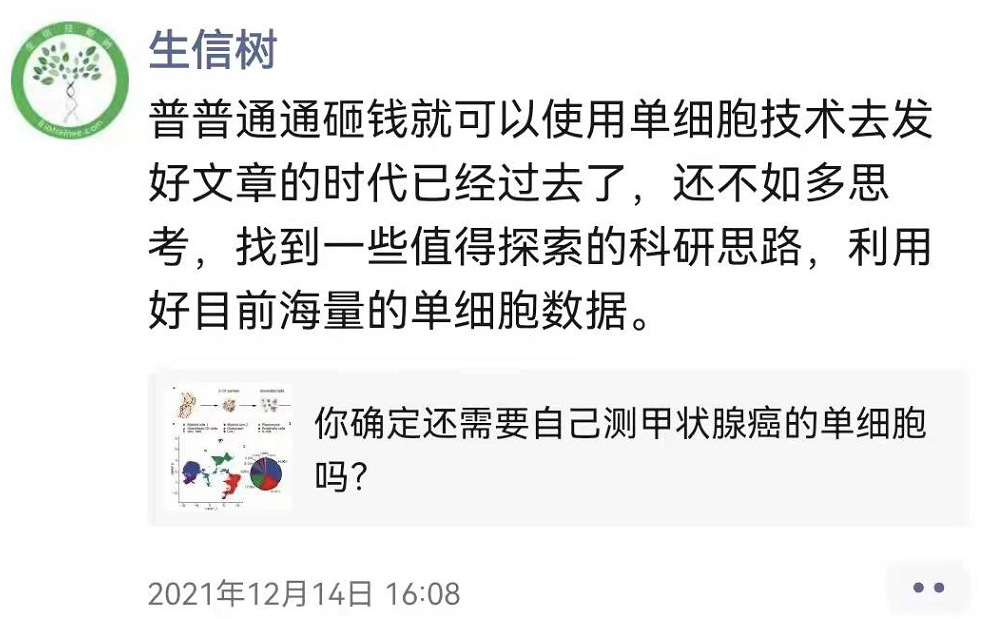 生信树
普普通通砸钱就可以使用单细胞技术去发
好文章的时代已经过去了，还不如多思
考，找到一些值得探索的科研思路，利用
好目前海量的单细胞数据。
你确定还需要自己测甲状腺癌的单细胞
吗？
2021年12月14日 16:08